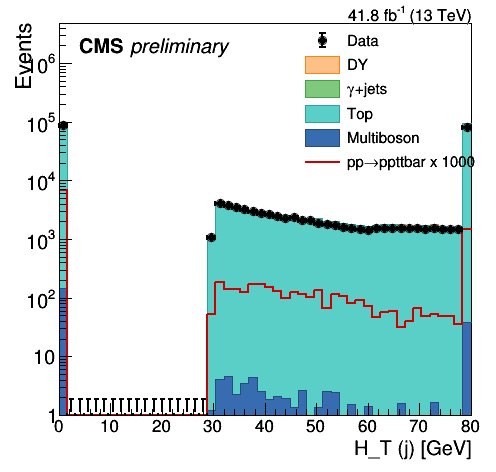 41.8 fb⁻¹ (13 TeV)
CMS preliminary
Data
DY
γ+jets
Top
Multiboson
pp→ppttbar x 1000
Events
10⁶
10⁵
10⁴
10³
10²
10
1
0 10 20 30 40 50 60 70 80
H_T (j) [GeV]